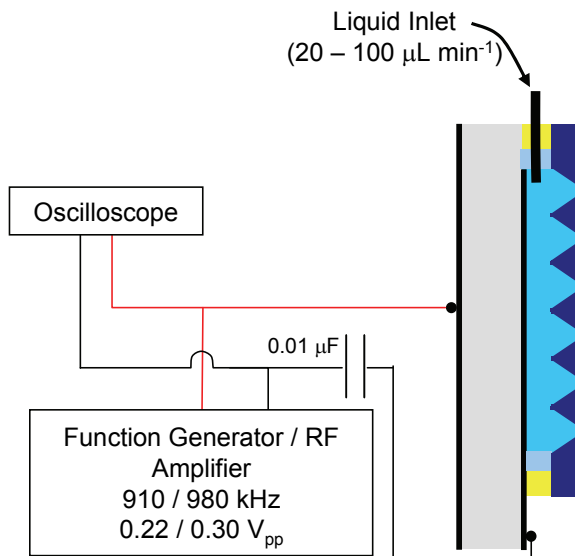 Liquid Inlet
(20 – 100 μL min⁻¹)
Oscilloscope
0.01 μF
Function Generator / RF
Amplifier
910 / 980 kHz
0.22 / 0.30 Vpp